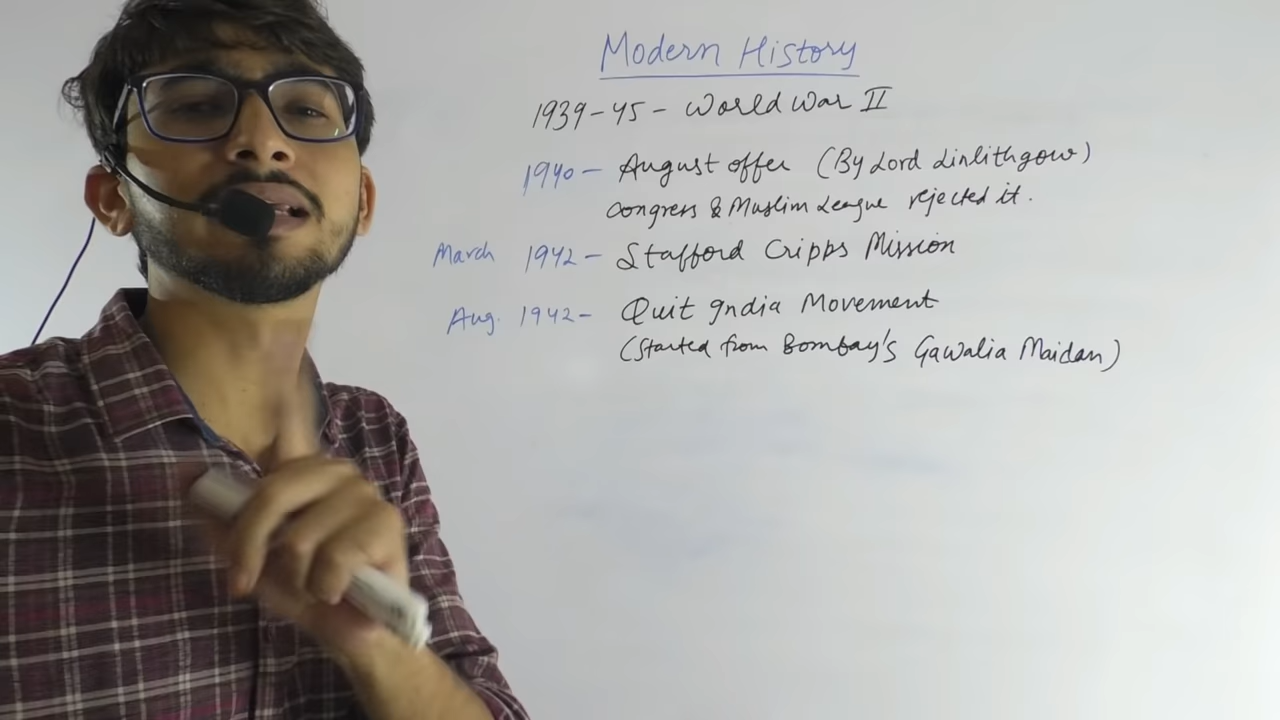 Modern History
1939-45 - World War II
1940 - August offer (By Lord Linlithgow)
Congress & Muslim League rejected it.
March 1942 - Stafford Cripps Mission
Aug. 1942 - Quit India Movement
(Started from Bombay's Gawalia Maidan)